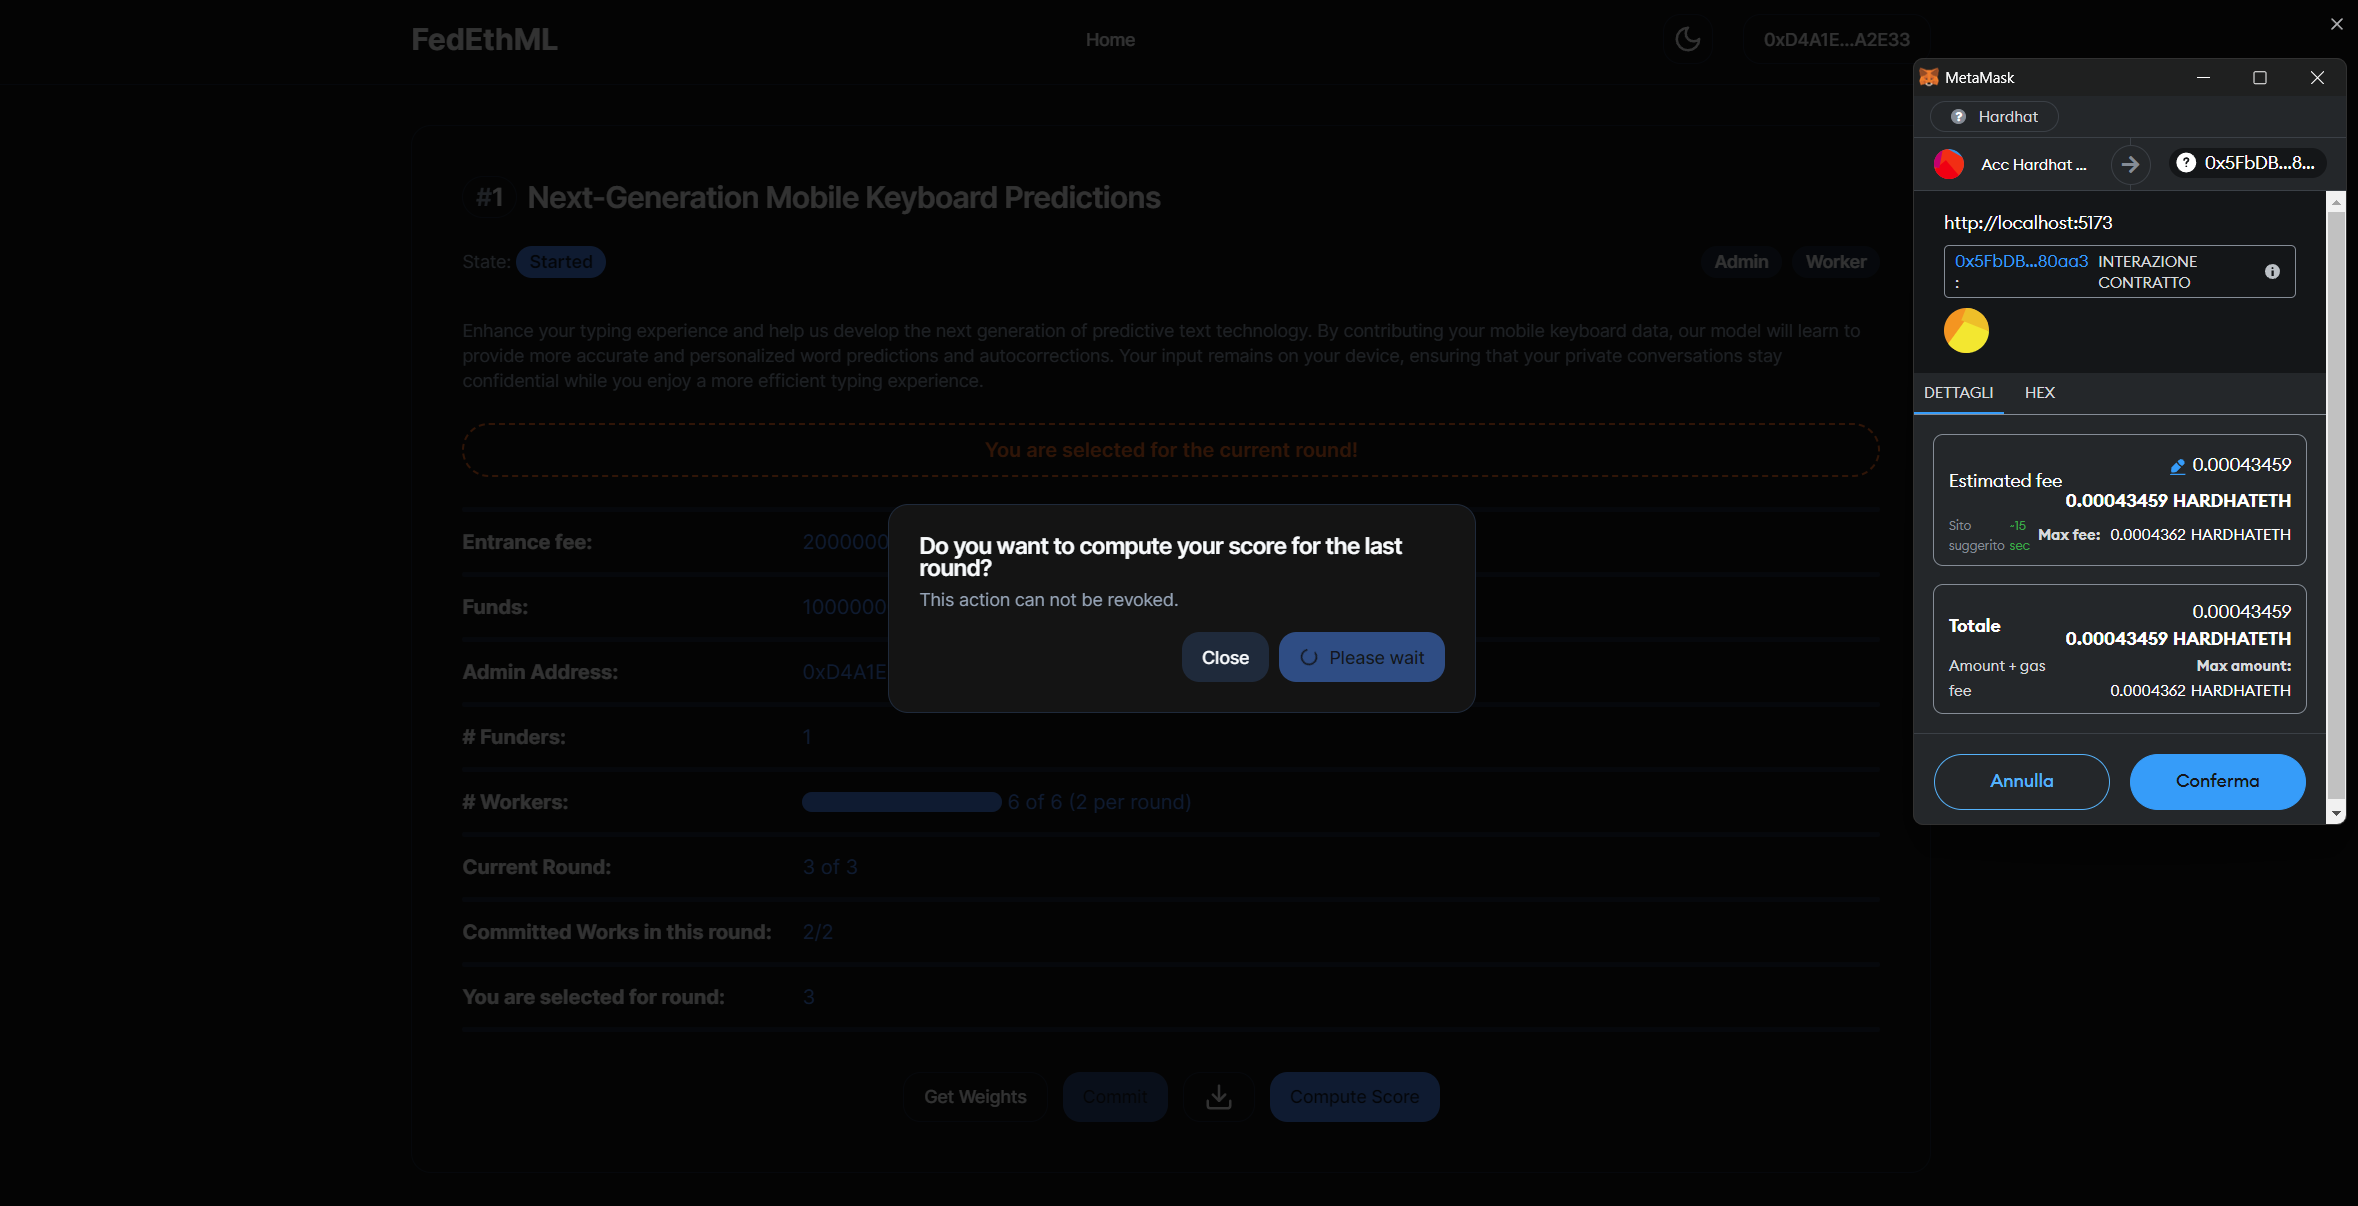 FedEthML
Home
0xD4A1E...A2E33
#1 Next-Generation Mobile Keyboard Predictions
State: Started
Admin
Worker
Enhance your typing experience and help us develop the next generation of predictive text technology. By contributing your mobile keyboard data, our model will learn to
provide more accurate and personalized word predictions and autocorrections. Your input remains on your device, ensuring that your private conversations stay
confidential while you enjoy a more efficient typing experience.
You are selected for the current round!
Entrance fee: 2000000
Funds: 1000000
Admin Address: 0xD4A1E
# Funders: 1
# Workers: 6 of 6 (2 per round)
Current Round: 3 of 3
Committed Works in this round: 2/2
You are selected for round: 3
Get Weights
Commit
Compute Score
Do you want to compute your score for the last
round?
This action can not be revoked.
Close
Please wait
MetaMask
Hardhat
Acc Hardhat ...
0x5FbDB...8...
http://localhost:5173
0x5FbDB...80aa3 INTERAZIONE
: CONTRATTO
DETTAGLI
HEX
0.00043459
Estimated fee
0.00043459 HARDHATETH
Sito ~15
suggerito sec Max fee: 0.0004362 HARDHATETH
0.00043459
Totale
0.00043459 HARDHATETH
Amount + gas Max amount:
fee 0.0004362 HARDHATETH
Annulla
Conferma